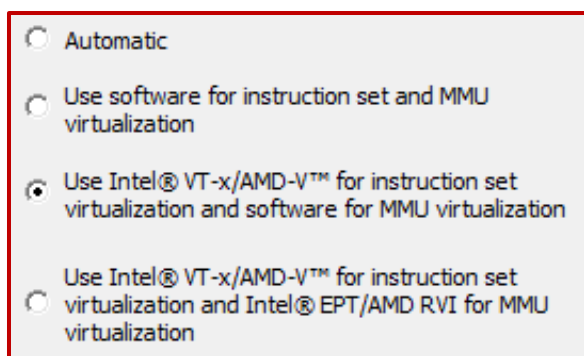 Automatic
Use software for instruction set and MMU
virtualization
Use Intel® VT-x/AMD-V™ for instruction set
virtualization and software for MMU virtualization
Use Intel® VT-x/AMD-V™ for instruction set
virtualization and Intel® EPT/AMD RVI for MMU
virtualization